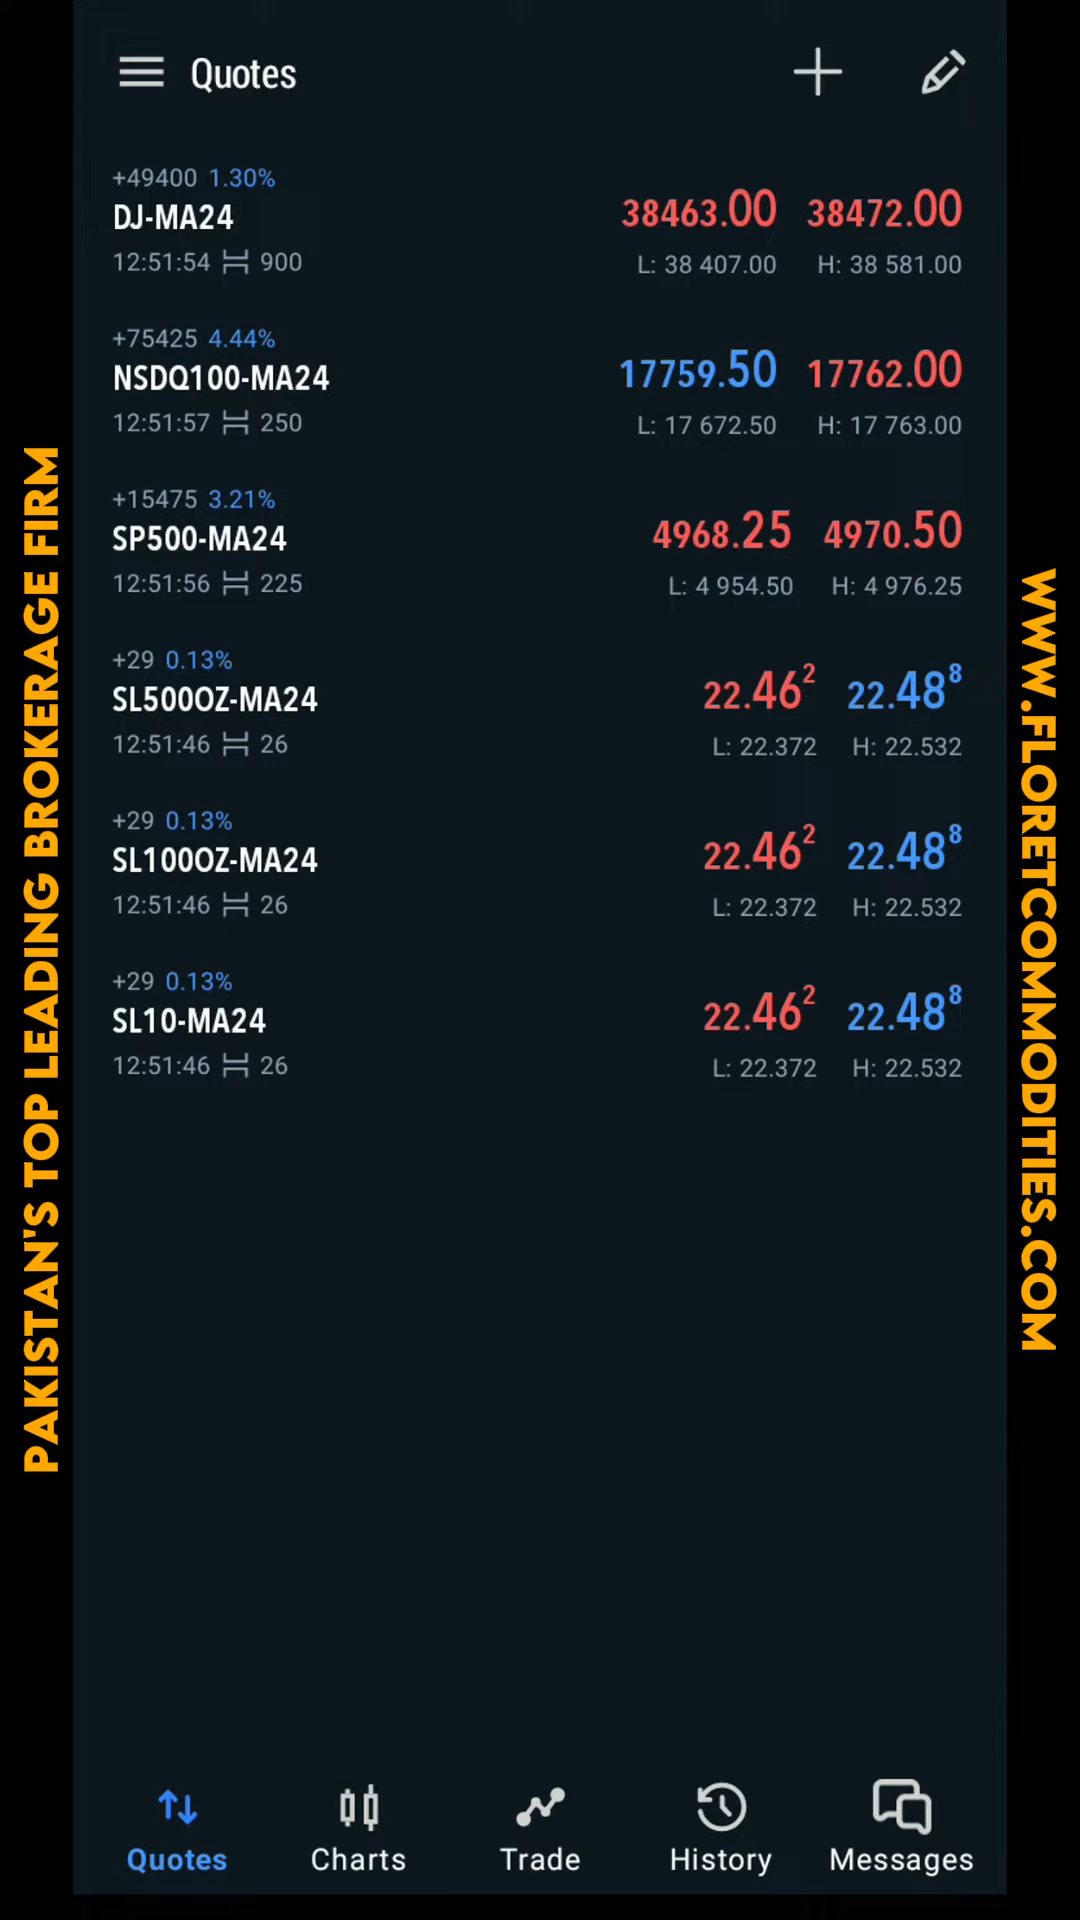 Quotes
+49400 1.30%
DJ-MA24
38463.00 38472.00
12:51:54 900
L: 38 407.00 H: 38 581.00
+75425 4.44%
NSDQ100-MA24
17759.50 17762.00
12:51:57 250
L: 17 672.50 H: 17 763.00
+15475 3.21%
SP500-MA24
4968.25 4970.50
12:51:56 225
L: 4 954.50 H: 4 976.25
+29 0.13%
SL500OZ-MA24
22.462 22.488
12:51:46 26
L: 22.372 H: 22.532
+29 0.13%
SL100OZ-MA24
22.462 22.488
12:51:46 26
L: 22.372 H: 22.532
+29 0.13%
SL10-MA24
22.462 22.488
12:51:46 26
L: 22.372 H: 22.532
Quotes Charts Trade History Messages
PAKISTAN'S TOP LEADING BROKERAGE FIRM
WWW.FLORETCOMMODITIES.COM